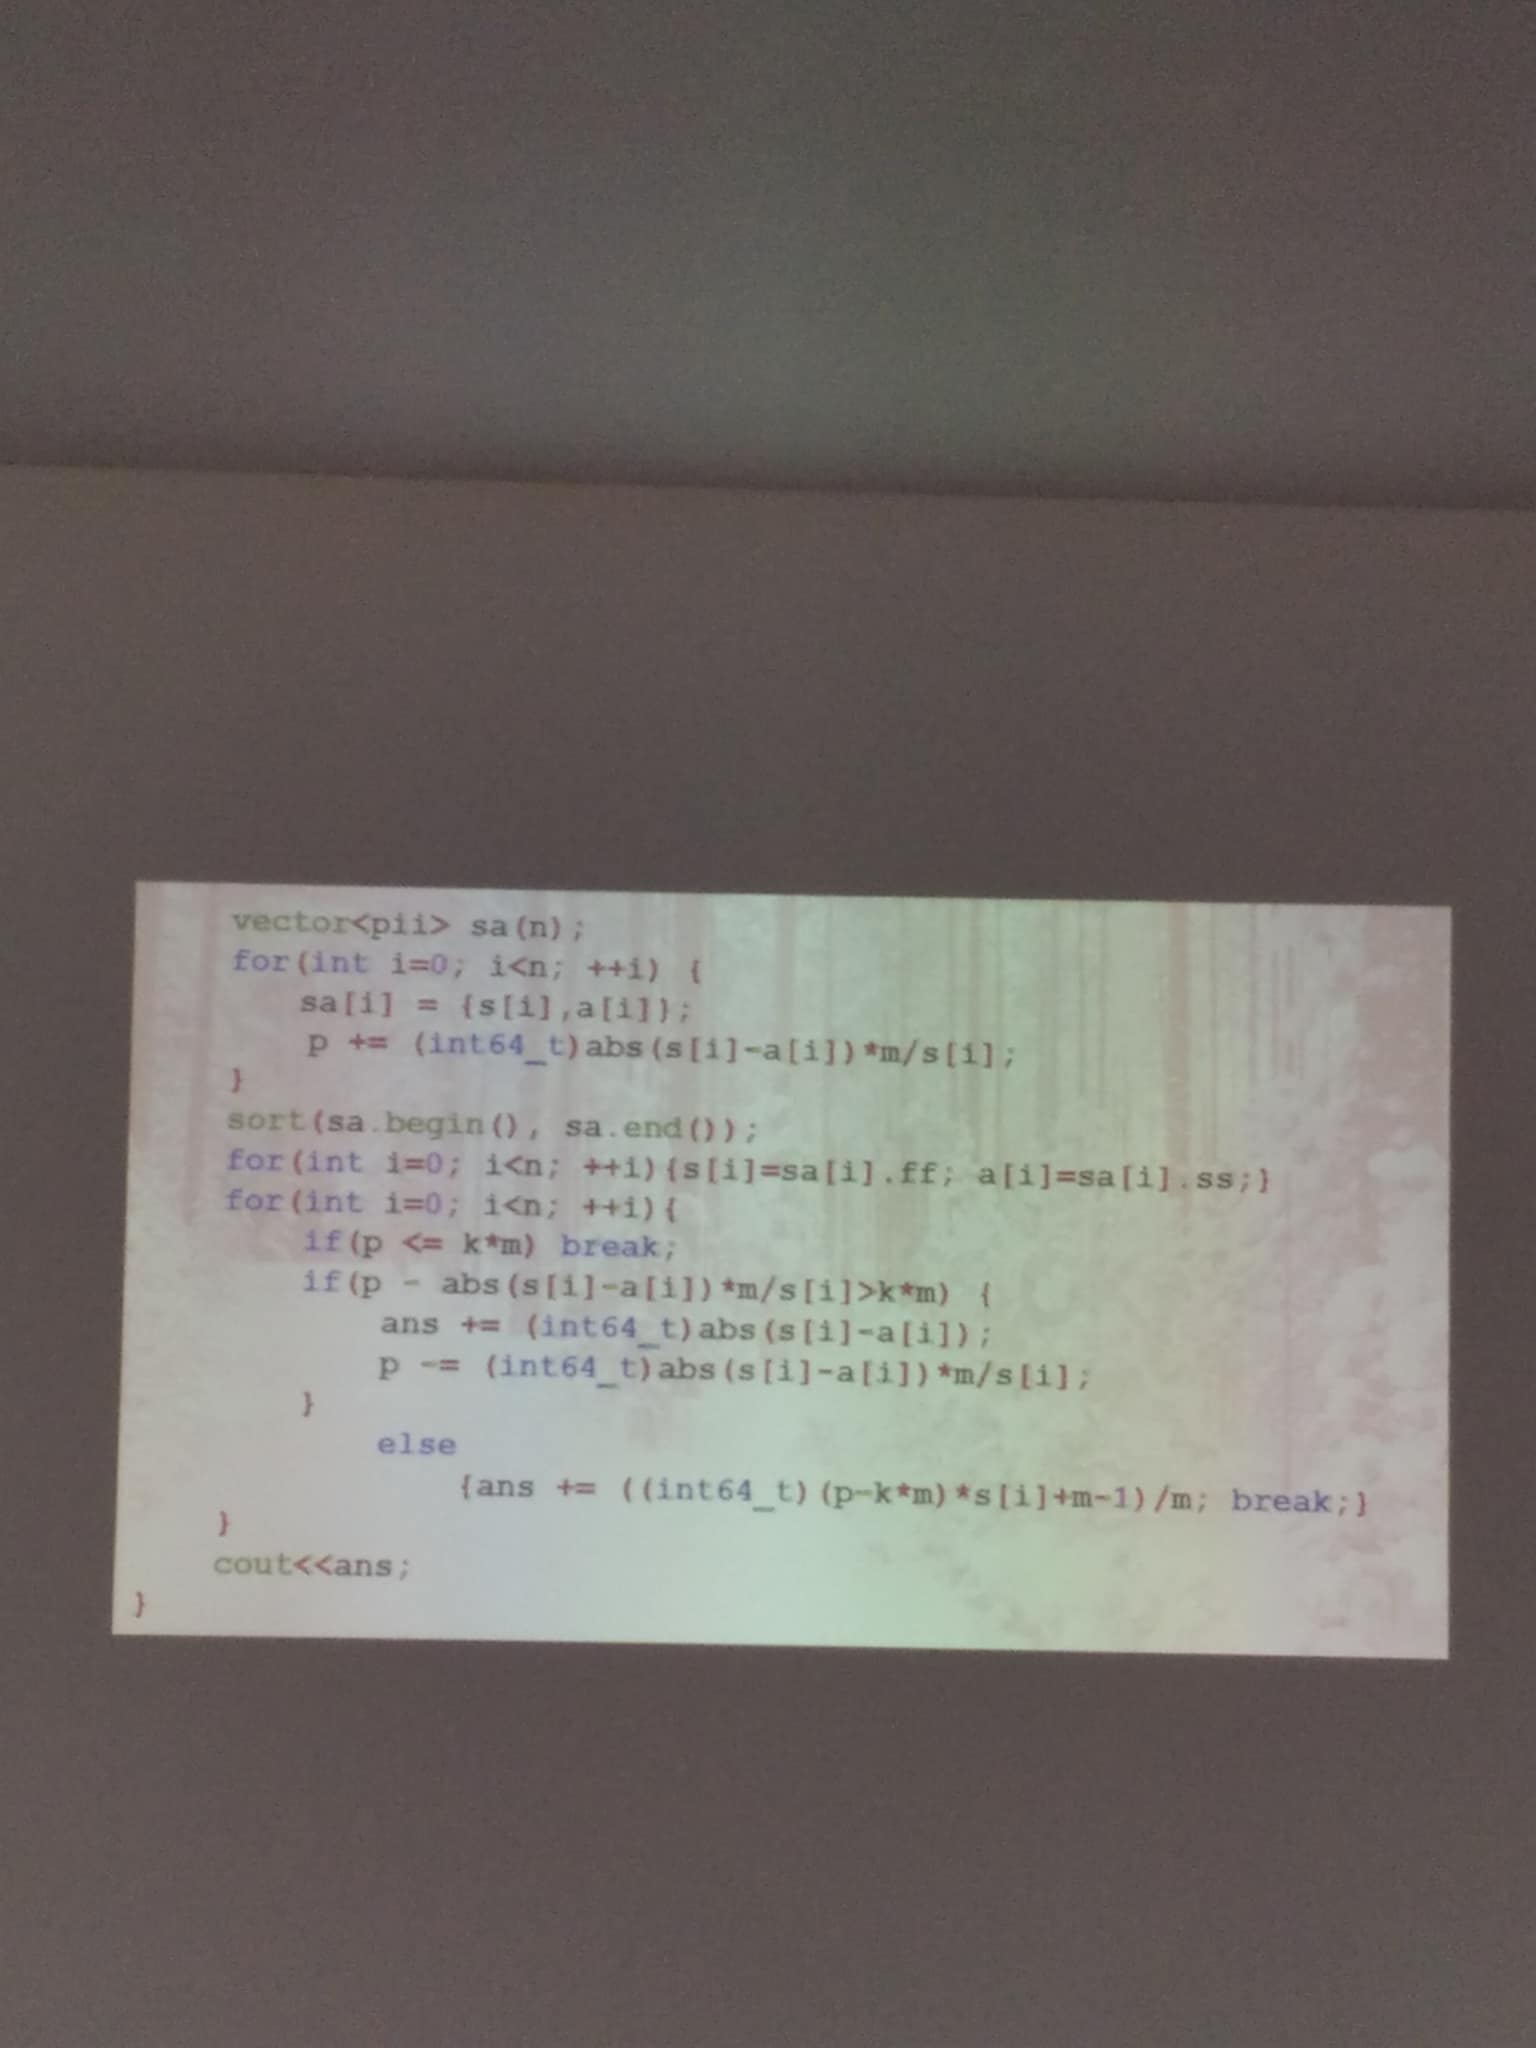 vector<pii> sa(n);
for(int i=0; i<n; ++i) {
sa[i] = {s[i],a[i]};
p += (int64_t)abs(s[i]-a[i])*m/s[i];
}
sort(sa.begin(), sa.end());
for(int i=0; i<n; ++i){s[i]=sa[i].ff; a[i]=sa[i].ss;}
for(int i=0; i<n; ++i){
if(p <= k*m) break;
if(p - abs(s[i]-a[i])*m/s[i]>k*m) {
ans += (int64_t)abs(s[i]-a[i]);
p -= (int64_t)abs(s[i]-a[i])*m/s[i];
}
else
{ans += ((int64_t)(p-k*m)*s[i]+m-1)/m; break;}
}
cout<<ans;
}